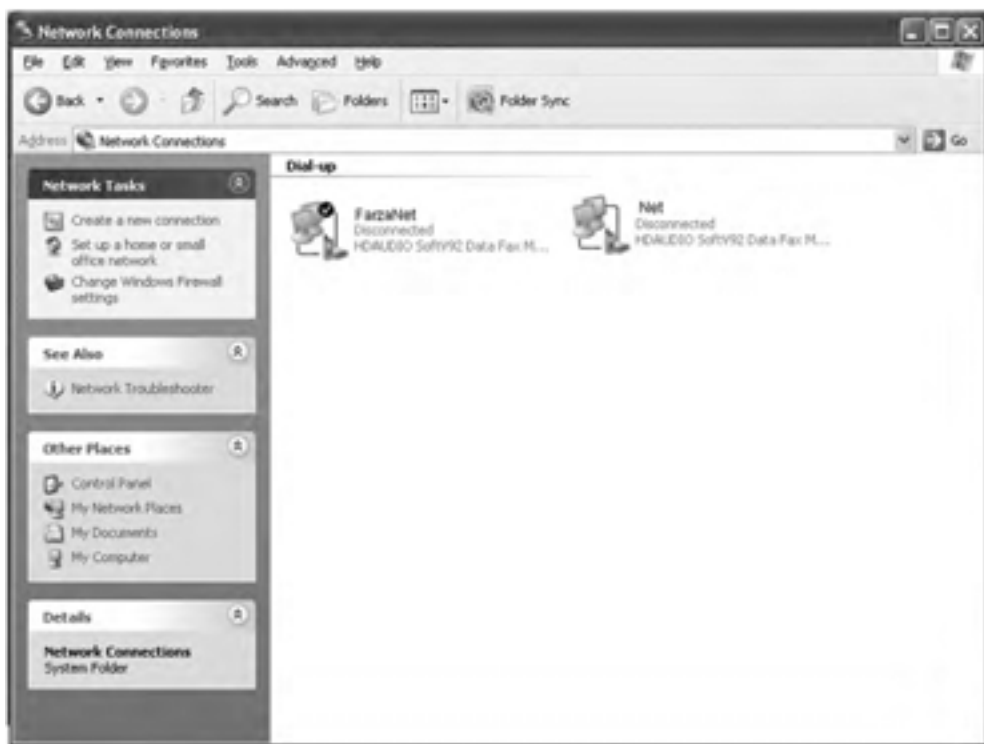 Network Connections
File Edit View Favorites Tools Advanced Help
Back Search Folders Folder Sync
Address Network Connections Go
Network Tasks
Create a new connection
Set up a home or small
office network
Change Windows Firewall
settings
See Also
Network Troubleshooter
Other Places
Control Panel
My Network Places
My Documents
My Computer
Details
Network Connections
System Folder
Dial-up
FarzaNet
Disconnected
HDAUDIO SoftV92 Data Fax M...
Net
Disconnected
HDAUDIO SoftV92 Data Fax M...